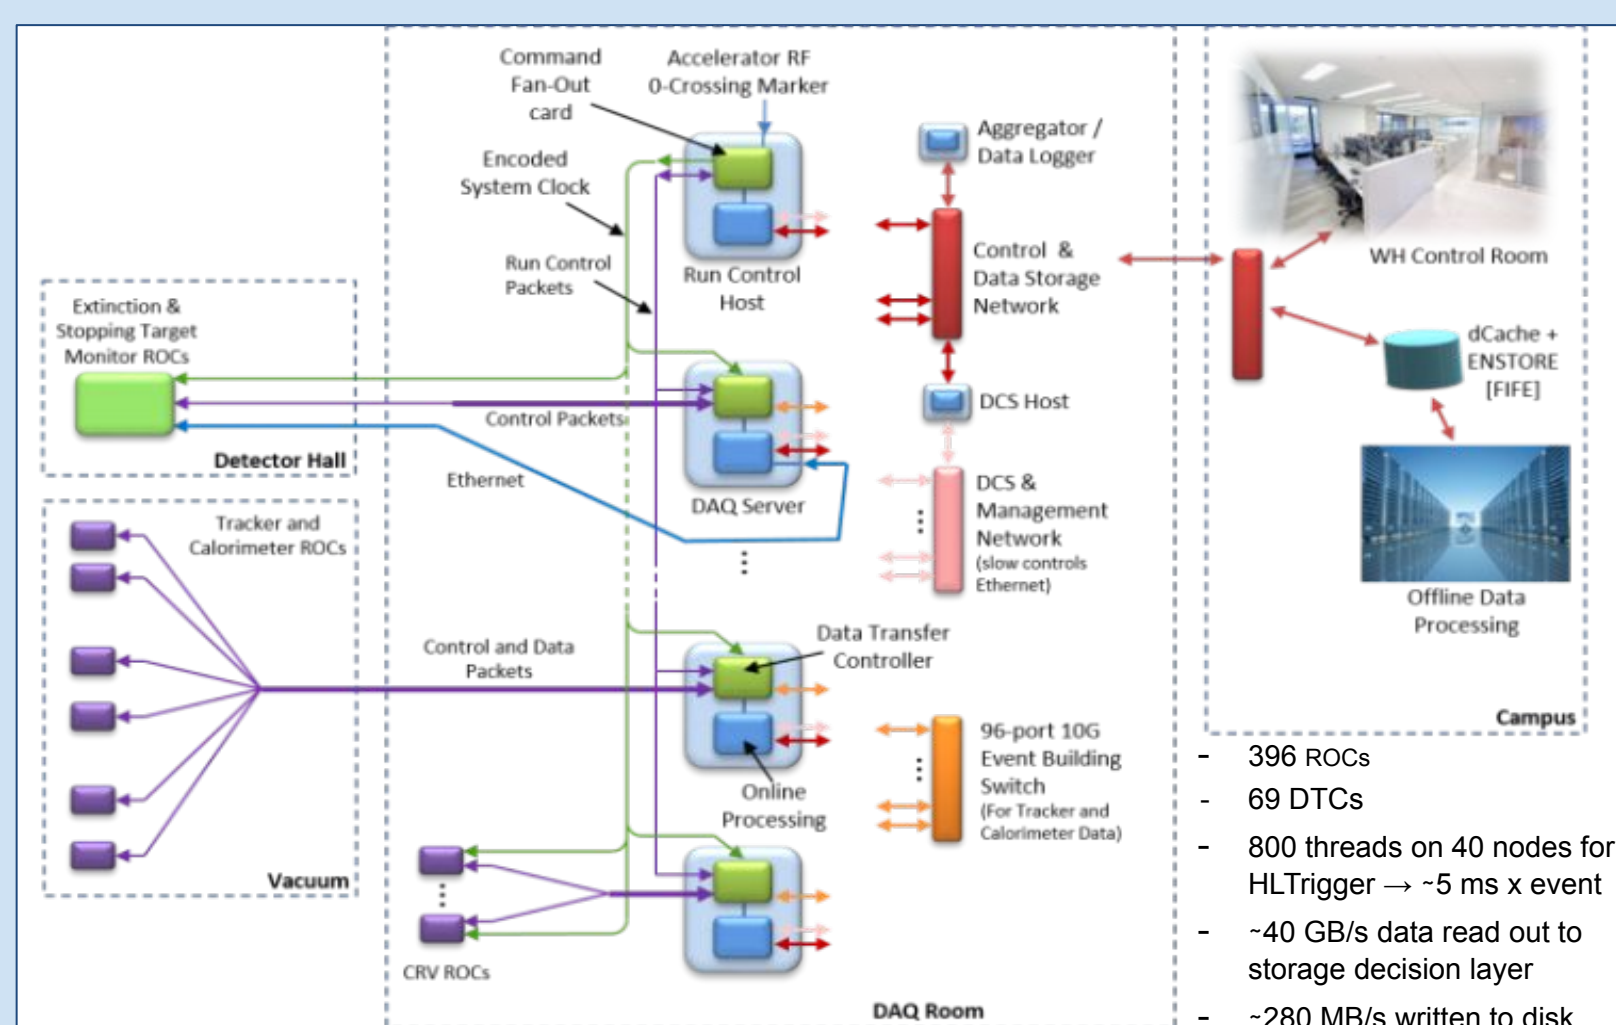 Command
Fan-Out
card
Accelerator RF
0-Crossing Marker
Encoded
System Clock
Run Control
Packets
Run Control
Host
Aggregator /
Data Logger
Control &
Data Storage
Network
WH Control Room
dCache +
ENSTORE
[FIFE]
Extinction &
Stopping Target
Monitor ROCs
Detector Hall
Control Packets
Ethernet
DAQ Server
DCS Host
DCS &
Management
Network
(slow controls
Ethernet)
Offline Data
Processing
Campus
Tracker and
Calorimeter ROCs
Vacuum
Control and Data
Packets
Data Transfer
Controller
Online
Processing
96-port 10G
Event Building
Switch
(For Tracker and
Calorimeter Data)
CRV ROCs
DAQ Room
- 396 ROCs
- 69 DTCs
- 800 threads on 40 nodes for
HLTrigger → ~5 ms x event
- ~40 GB/s data read out to
storage decision layer
- ~280 MB/s written to disk